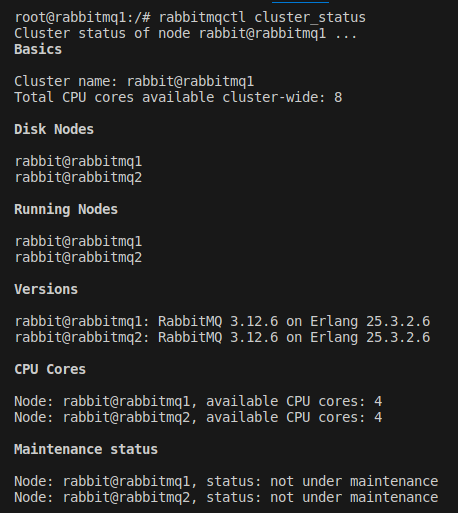 root@rabbitmq1:/# rabbitmqctl cluster_status
Cluster status of node rabbit@rabbitmq1 ...
Basics
Cluster name: rabbit@rabbitmq1
Total CPU cores available cluster-wide: 8
Disk Nodes
rabbit@rabbitmq1
rabbit@rabbitmq2
Running Nodes
rabbit@rabbitmq1
rabbit@rabbitmq2
Versions
rabbit@rabbitmq1: RabbitMQ 3.12.6 on Erlang 25.3.2.6
rabbit@rabbitmq2: RabbitMQ 3.12.6 on Erlang 25.3.2.6
CPU Cores
Node: rabbit@rabbitmq1, available CPU cores: 4
Node: rabbit@rabbitmq2, available CPU cores: 4
Maintenance status
Node: rabbit@rabbitmq1, status: not under maintenance
Node: rabbit@rabbitmq2, status: not under maintenance